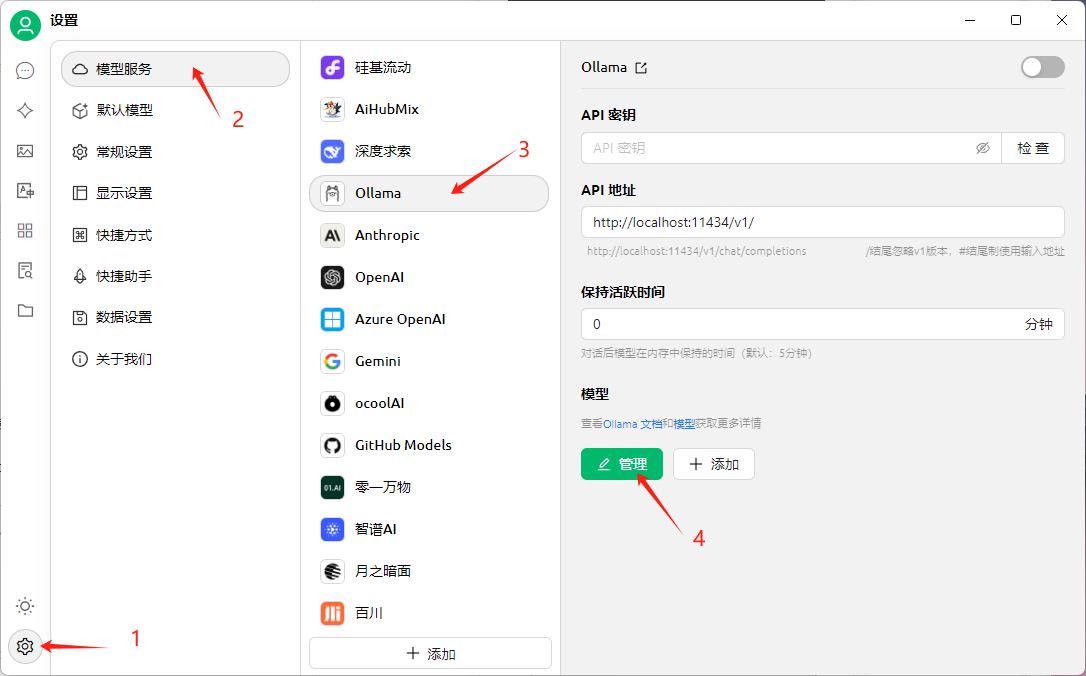 设置
模型服务
默认模型
常规设置
显示设置
快捷方式
快捷助手
数据设置
关于我们
1
2
硅基流动
AiHubMix
深度求索
Ollama
Anthropic
OpenAI
Azure OpenAI
Gemini
ocoolAI
GitHub Models
01.AI
零一万物
智谱AI
月之暗面
百川
添加
3
Ollama
API 密钥
API 密钥
检 查
API 地址
http://localhost:11434/v1/
http://localhost:11434/v1/chat/completions
/结尾忽略v1版本，#结尾制使用输入地址
保持活跃时间
0
分钟
对话后模型在内存中保持的时间（默认：5分钟）
模型
查看Ollama 文档和模型获取更多详情
管理
添加
4